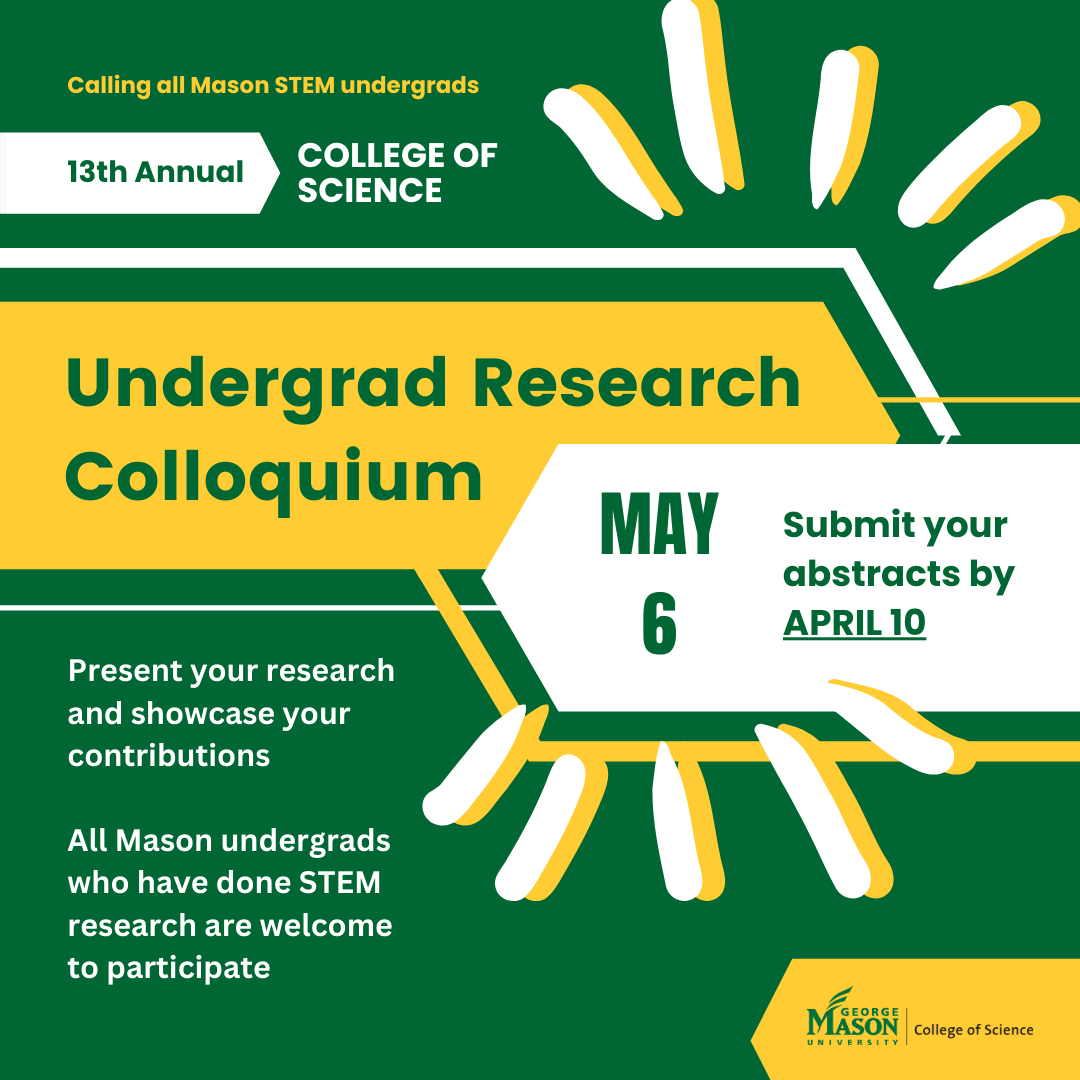 Calling all Mason STEM undergrads
13th Annual
COLLEGE OF
SCIENCE
Undergrad Research
Colloquium
MAY
6
Submit your
abstracts by
APRIL 10
Present your research
and showcase your
contributions
All Mason undergrads
who have done STEM
research are welcome
to participate
GEORGE
MASON
UNIVERSITY
College of Science